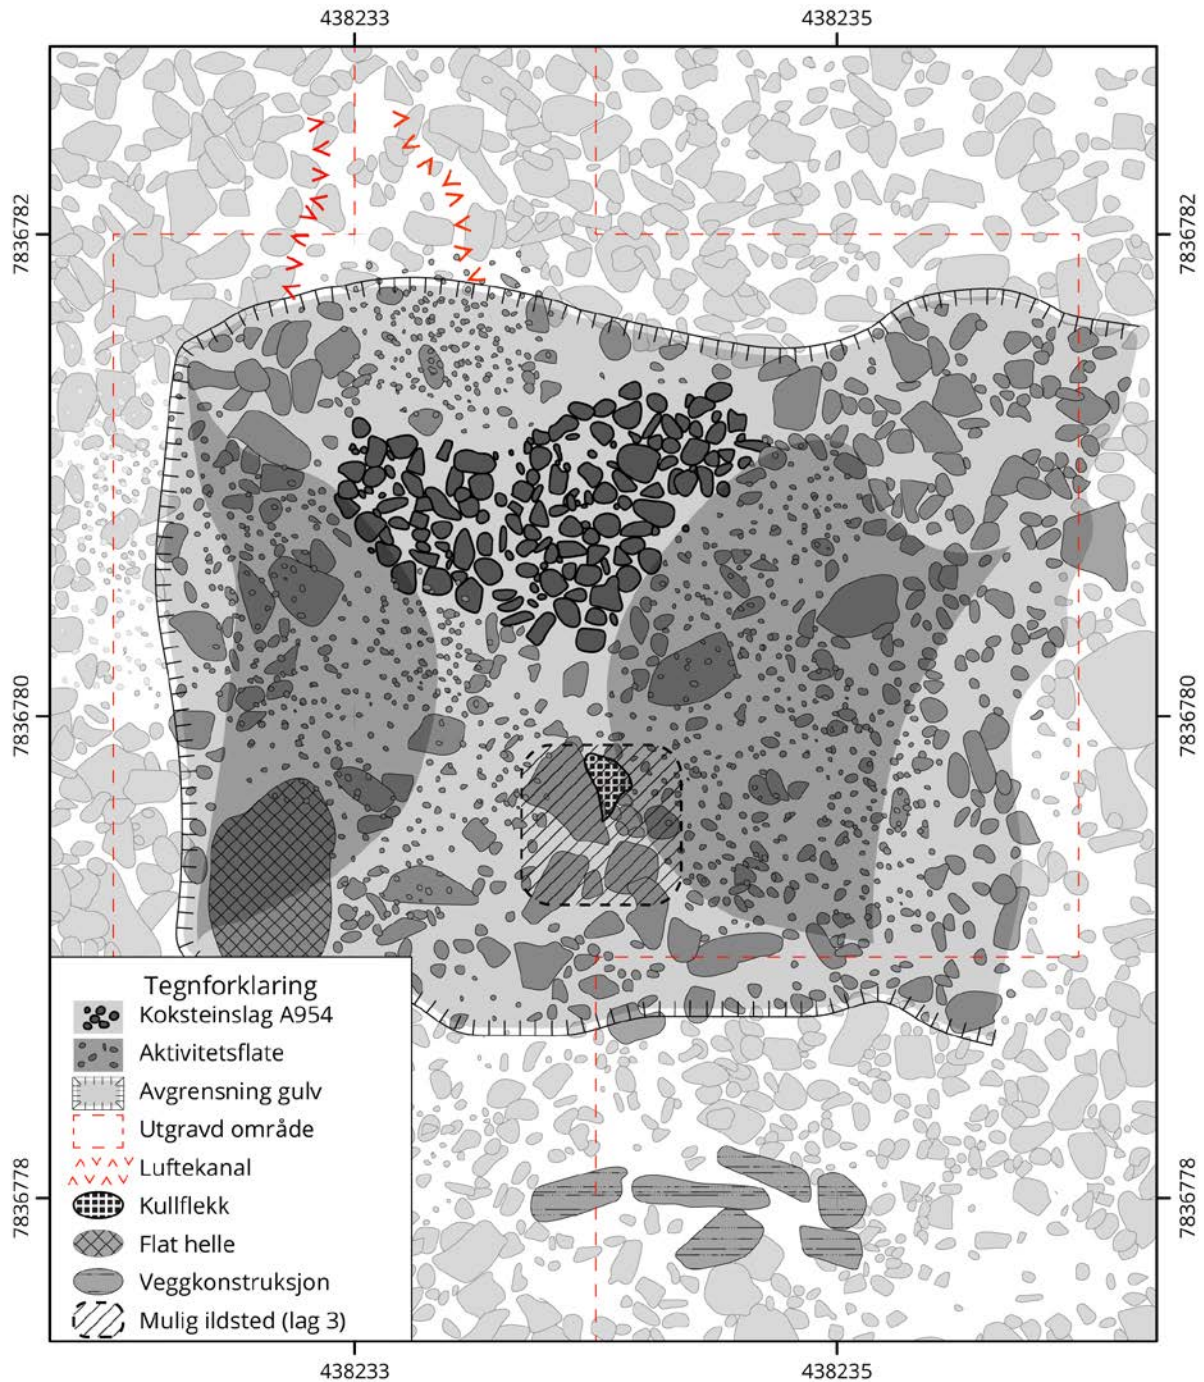 438233
438235
7836782
7836782
7836780
7836780
7836778
7836778
Tegnforklaring
Koksteinslag A954
Aktivitetsflate
Avgrensning gulv
Utgravd område
Luftekanal
Kullflekk
Flat helle
Veggkonstruksjon
Mulig ildsted (lag 3)
438233
438235